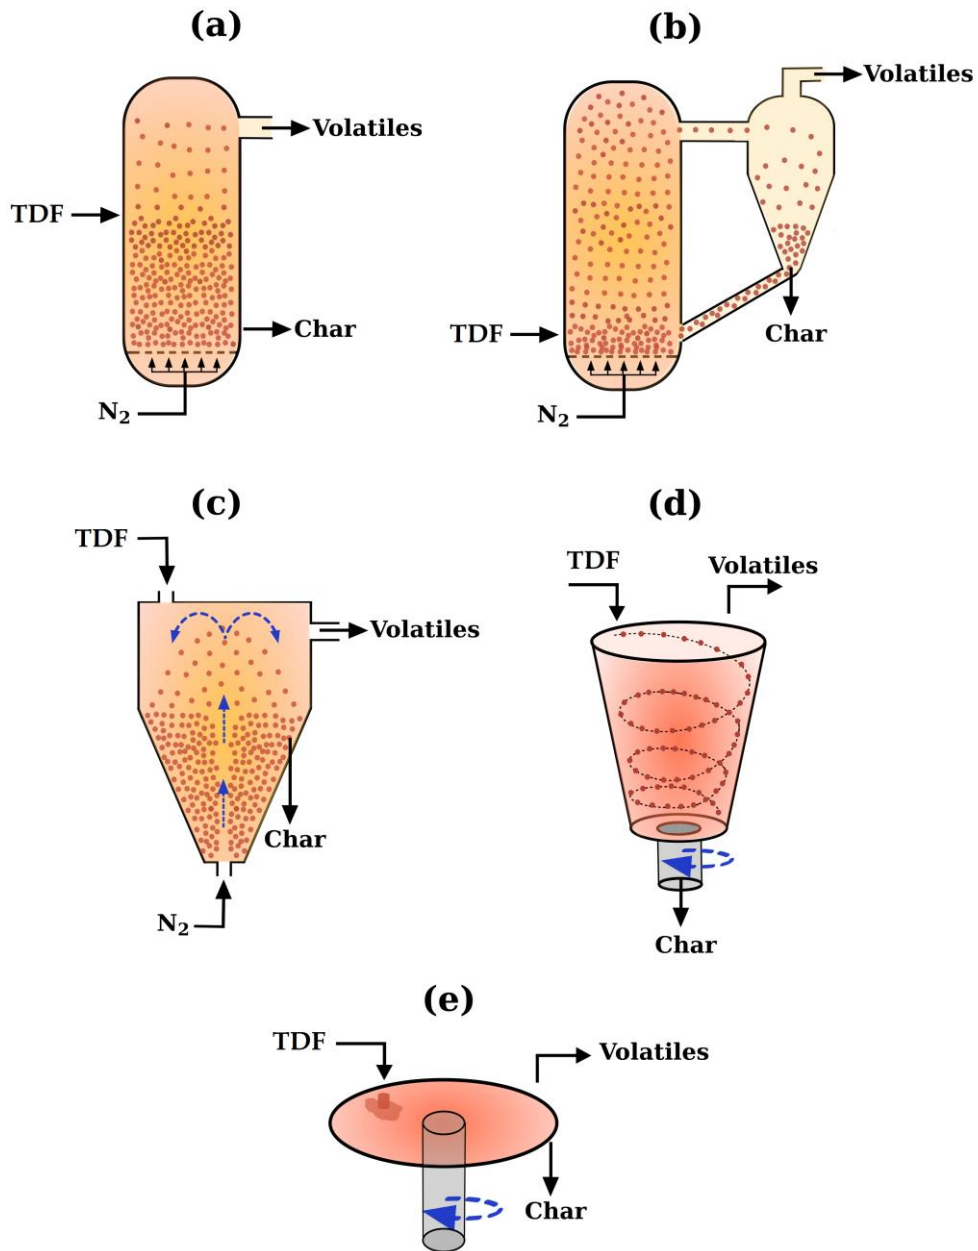 (a)
Volatiles
TDF
Char
N₂
(b)
Volatiles
TDF
Char
N₂
(c)
TDF
Volatiles
Char
N₂
(d)
TDF
Volatiles
Char
(e)
TDF
Volatiles
Char